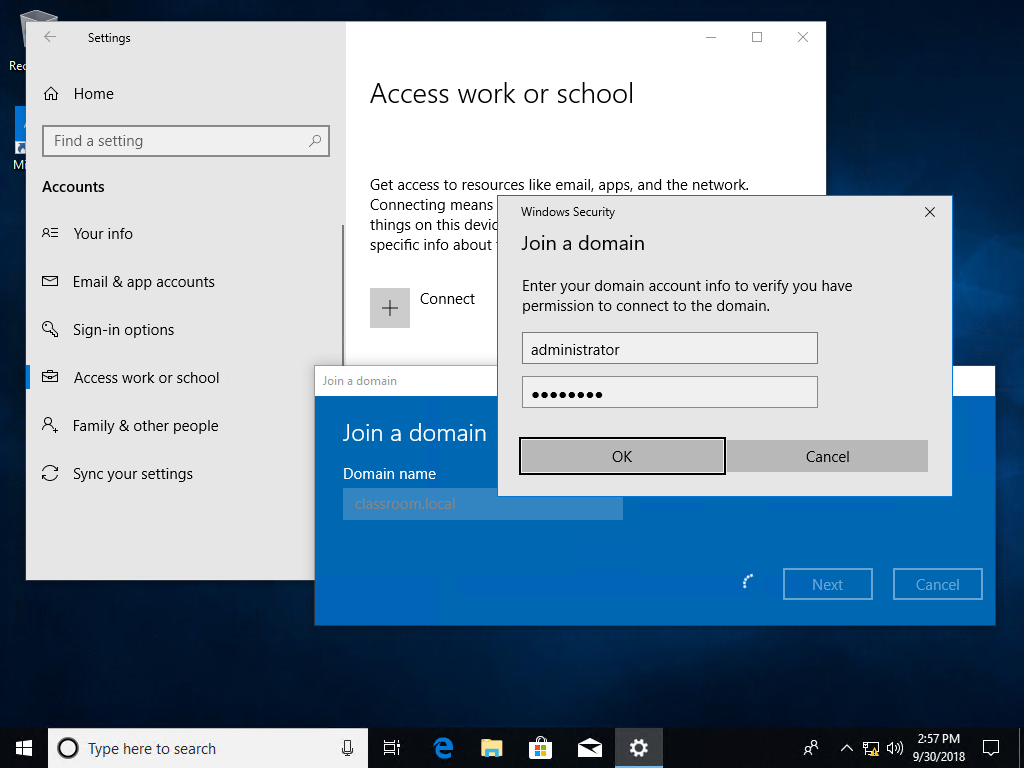 Settings
Home
Find a setting
Accounts
Your info
Email & app accounts
Sign-in options
Access work or school
Family & other people
Sync your settings
Access work or school
Get access to resources like email, apps, and the network.
Connecting means
things on this devic
specific info about
Connect
Windows Security
Join a domain
Enter your domain account info to verify you have
permission to connect to the domain.
administrator
●●●●●●●●
OK Cancel
Join a domain
Join a domain
Domain name
classroom.local
Next Cancel
Type here to search
2:57 PM
9/30/2018